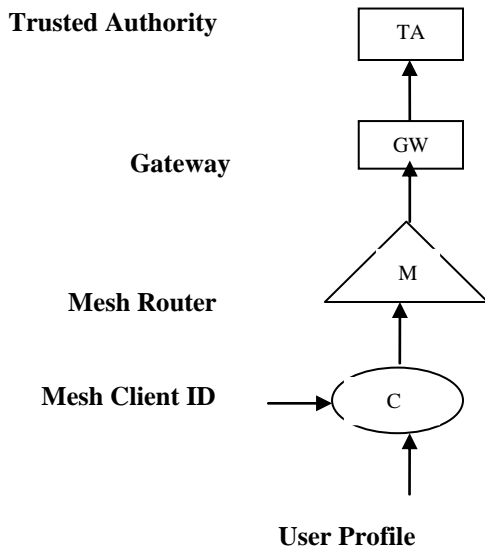 Trusted Authority
TA
GW
Gateway
M
Mesh Router
Mesh Client ID
C
User Profile